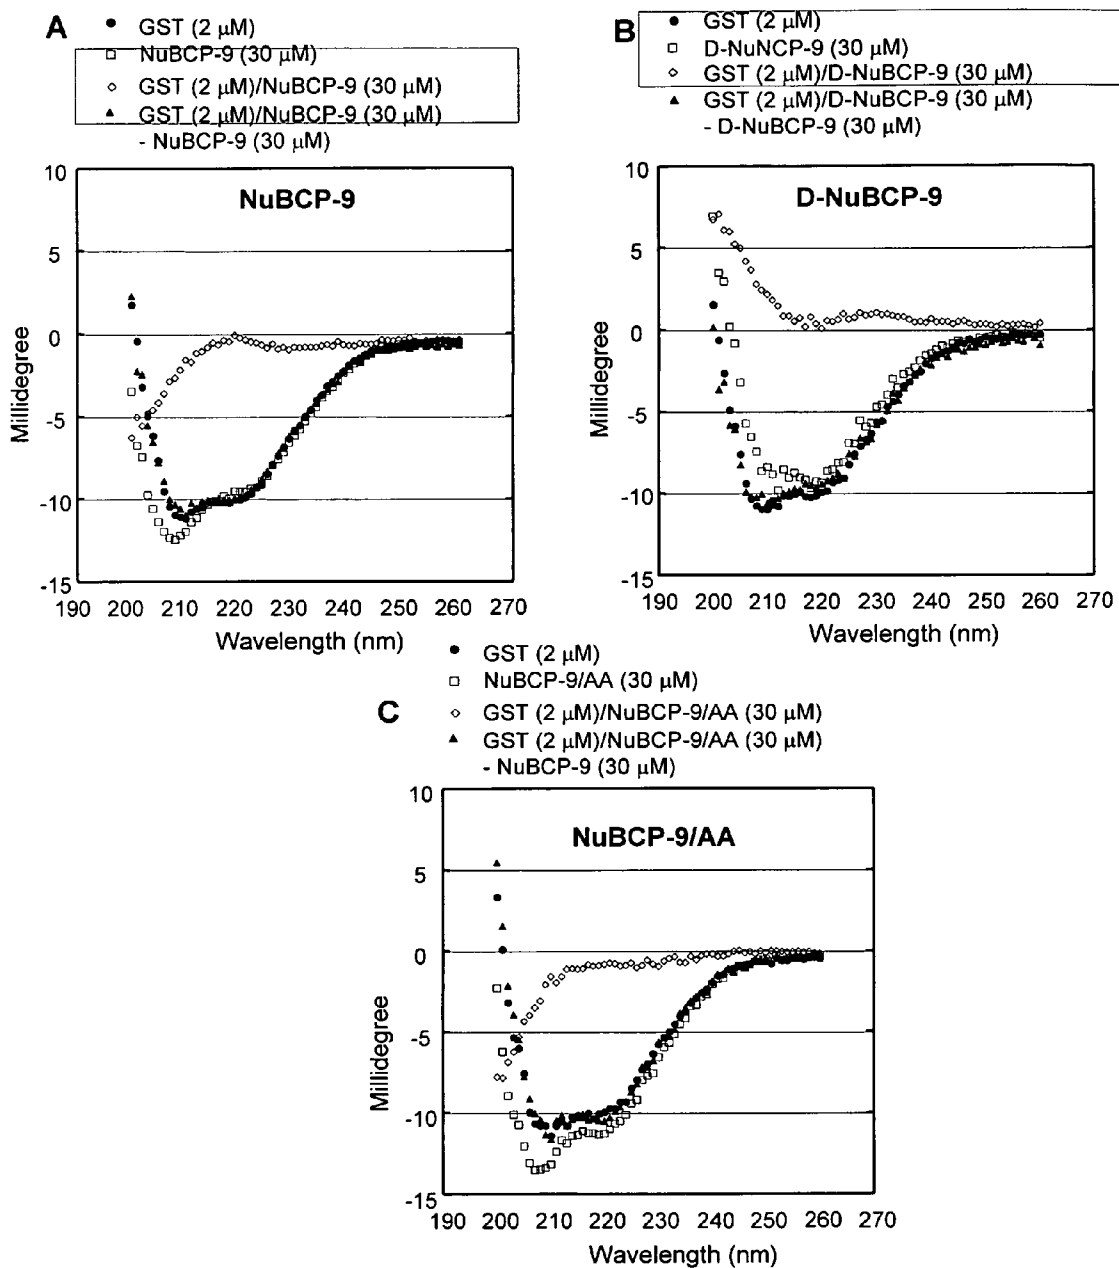 A
GST (2 µM)
NuBCP-9 (30 µM)
GST (2 µM)/NuBCP-9 (30 µM)
GST (2 µM)/NuBCP-9 (30 µM)
- NuBCP-9 (30 µM)
NuBCP-9
10
5
0
-5
-10
-15
Millidegree
190 200 210 220 230 240 250 260 270
Wavelength (nm)
B
GST (2 µM)
D-NuNCP-9 (30 µM)
GST (2 µM)/D-NuBCP-9 (30 µM)
GST (2 µM)/D-NuBCP-9 (30 µM)
- D-NuBCP-9 (30 µM)
D-NuBCP-9
10
5
0
-5
-10
-15
Millidegree
190 200 210 220 230 240 250 260 270
Wavelength (nm)
C
GST (2 µM)
NuBCP-9/AA (30 µM)
GST (2 µM)/NuBCP-9/AA (30 µM)
GST (2 µM)/NuBCP-9/AA (30 µM)
- NuBCP-9 (30 µM)
NuBCP-9/AA
10
5
0
-5
-10
-15
Millidegree
190 200 210 220 230 240 250 260 270
Wavelength (nm)